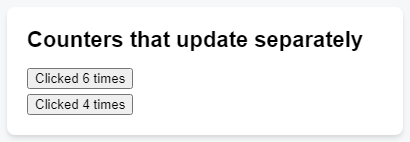 Counters that update separately
Clicked 6 times
Clicked 4 times